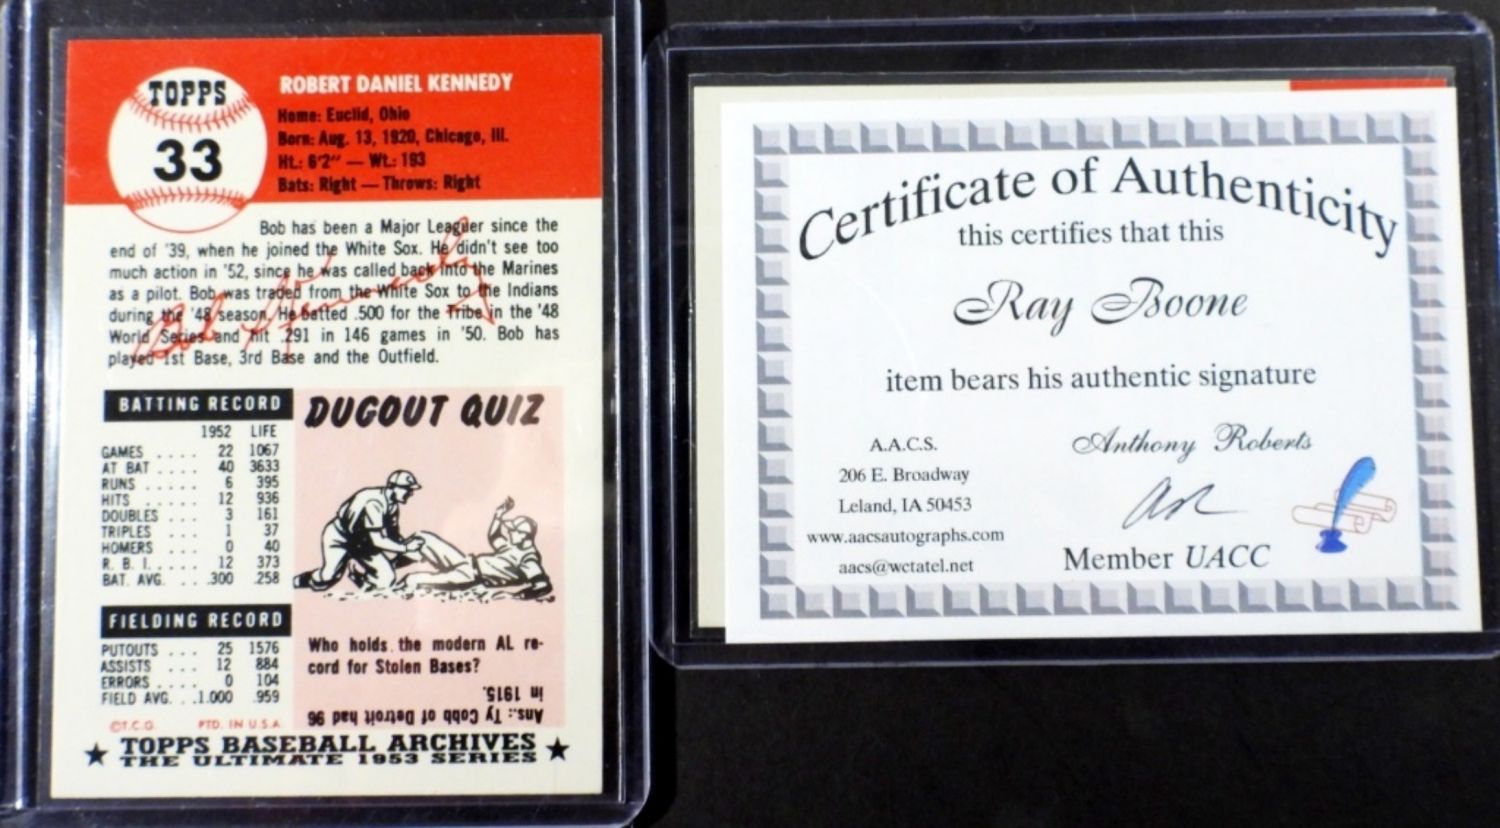 TOPPS
33
ROBERT DANIEL KENNEDY
Home: Euclid, Ohio
Born: Aug. 13, 1920, Chicago, Ill.
Ht.: 6'2" — Wt.: 193
Bats: Right — Throws: Right
Bob has been a Major Leaguer since the
end of '39, when he joined the White Sox. He didn't see too
much action in '52, since he was called back into the Marines
as a pilot. Bob was traded from the White Sox to the Indians
during the '48 season. He batted .500 for the Tribe in the '48
World Series and hit .291 in 146 games in '50. Bob has
played 1st Base, 3rd Base and the Outfield.
Bob Kennedy
BATTING RECORD
1952 LIFE
GAMES .... 22 1067
AT BAT .... 40 3633
RUNS ..... 6 395
HITS ..... 12 936
DOUBLES ... 3 161
TRIPLES ... 1 37
HOMERS ... 0 40
R. B. I. .... 12 373
BAT. AVG. ... .300 .258
FIELDING RECORD
PUTOUTS ... 25 1576
ASSISTS ... 12 884
ERRORS .... 0 104
FIELD AVG. ..1.000 .959
©T.C.G. PTD. IN U.S.A.
DUGOUT QUIZ
Who holds the modern AL re-
cord for Stolen Bases?
Ans.: Ty Cobb of Detroit had 96
in 1915.
★ TOPPS BASEBALL ARCHIVES ★
THE ULTIMATE 1953 SERIES
Certificate of Authenticity
this certifies that this
Ray Boone
item bears his authentic signature
A.A.C.S.
206 E. Broadway
Leland, IA 50453
www.aacsautographs.com
aacs@wctatel.net
Anthony Roberts
Member UACC